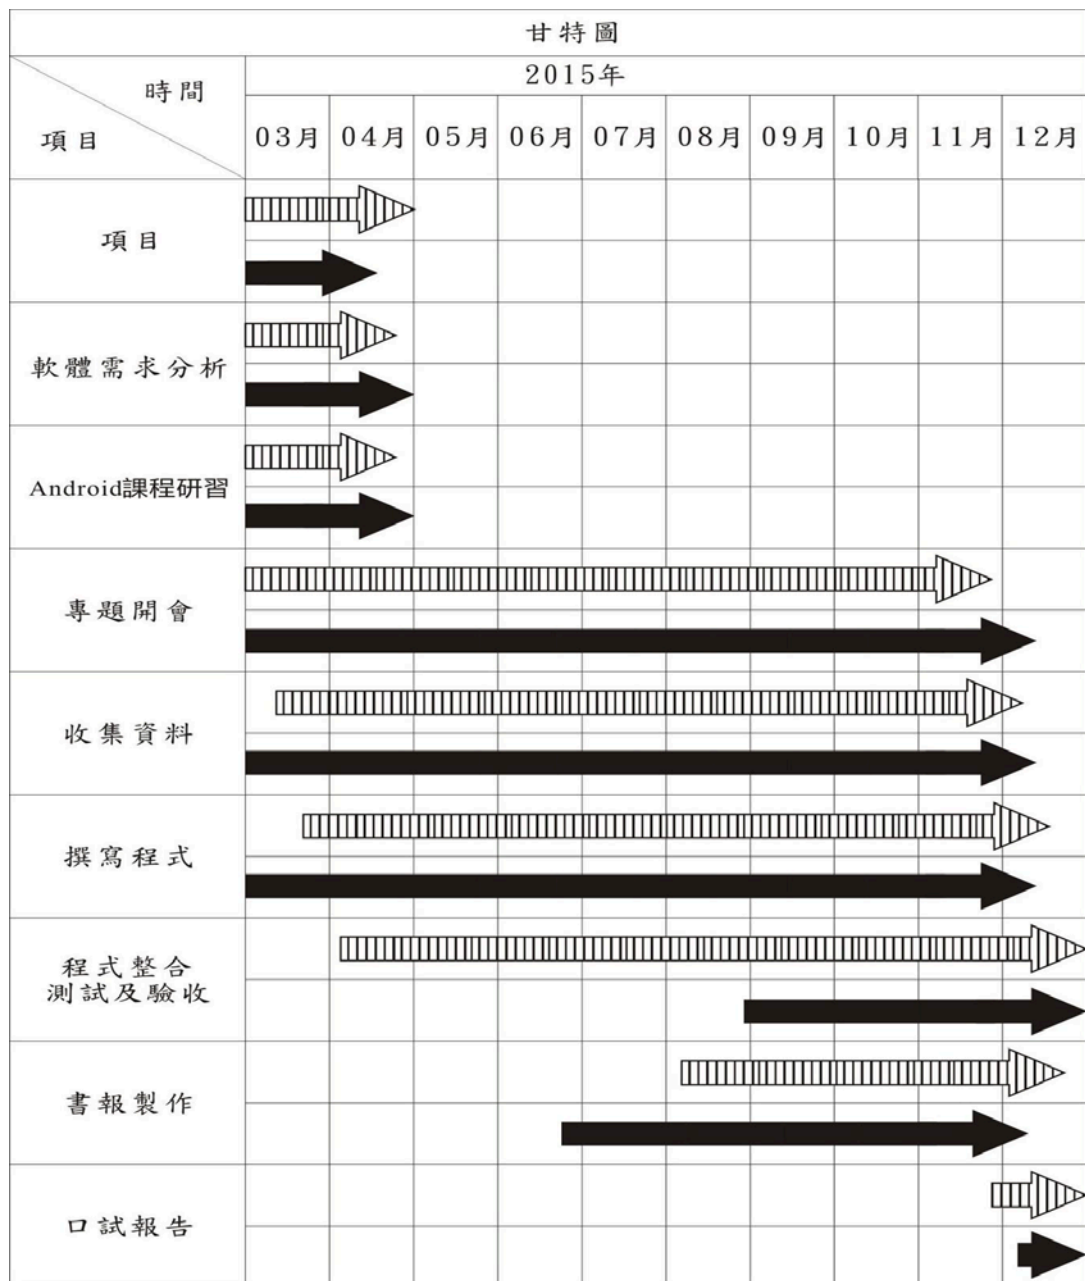 甘特圖
時間
2015年
項目
03月 04月 05月 06月 07月 08月 09月 10月 11月 12月
項目
軟體需求分析
Android課程研習
專題開會
收集資料
撰寫程式
程式整合
測試及驗收
書報製作
口試報告